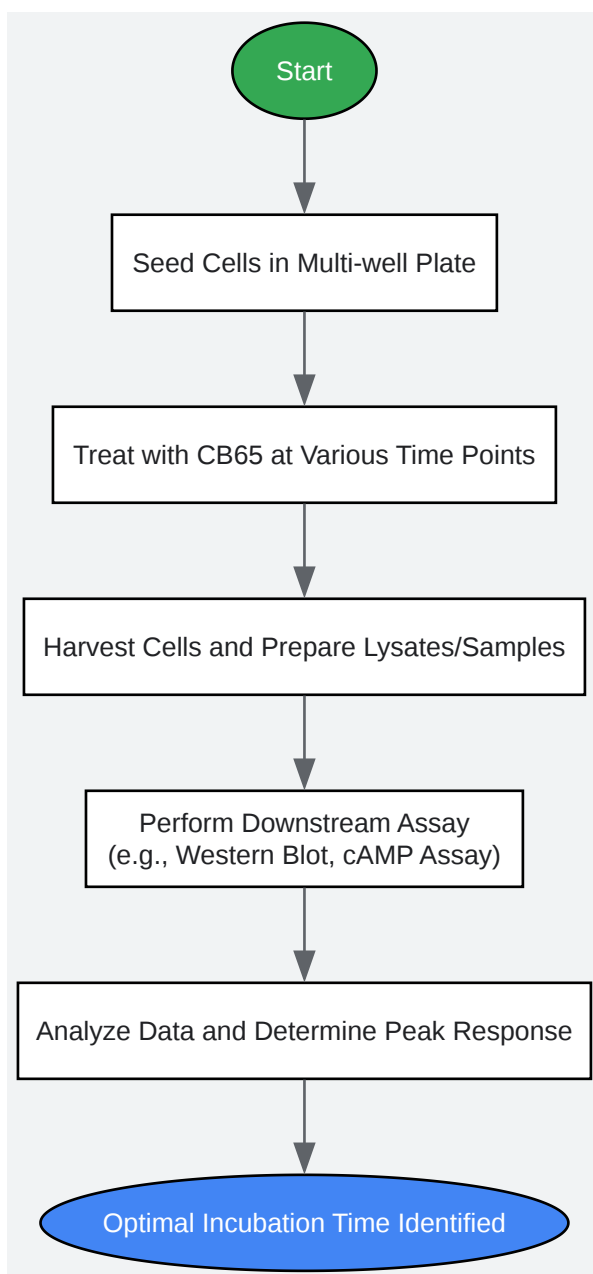 Start
Seed Cells in Multi-well Plate
Treat with CB65 at Various Time Points
Harvest Cells and Prepare Lysates/Samples
Perform Downstream Assay
(e.g., Western Blot, cAMP Assay)
Analyze Data and Determine Peak Response
Optimal Incubation Time Identified